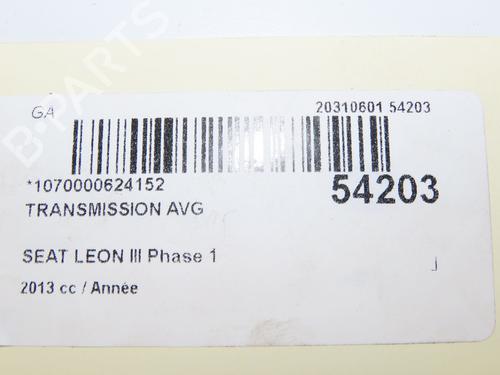 GA
20310601 54203
*1070000624152
54203
TRANSMISSION AVG
SEAT LEON III Phase 1
J
2013 cc / Année
B-PARTS